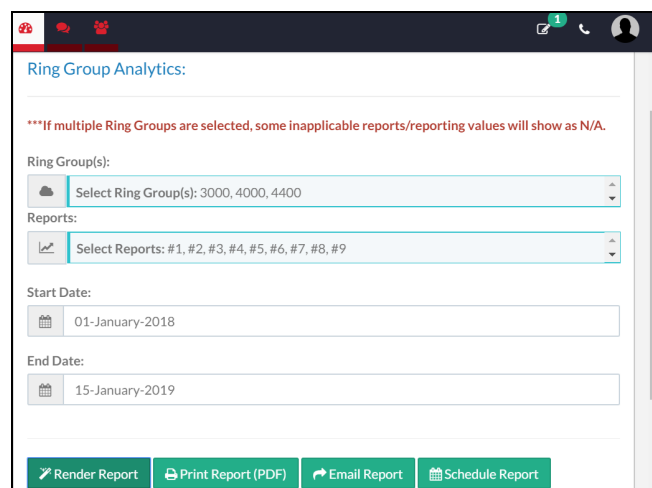 1
Ring Group Analytics:
***If multiple Ring Groups are selected, some inapplicable reports/reporting values will show as N/A.
Ring Group(s):
Select Ring Group(s): 3000, 4000, 4400
Reports:
Select Reports: #1, #2, #3, #4, #5, #6, #7, #8, #9
Start Date:
01-January-2018
End Date:
15-January-2019
Render Report Print Report (PDF) Email Report Schedule Report